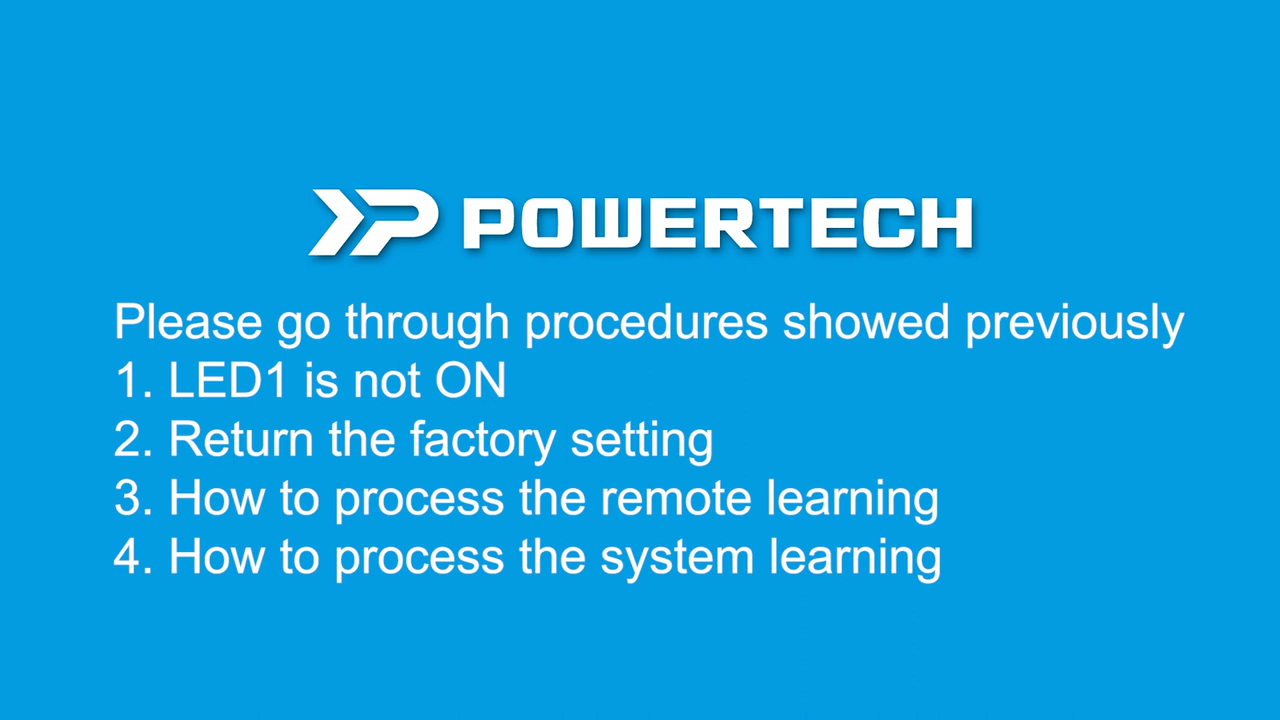 POWERTECH
Please go through procedures showed previously
1. LED1 is not ON
2. Return the factory setting
3. How to process the remote learning
4. How to process the system learning